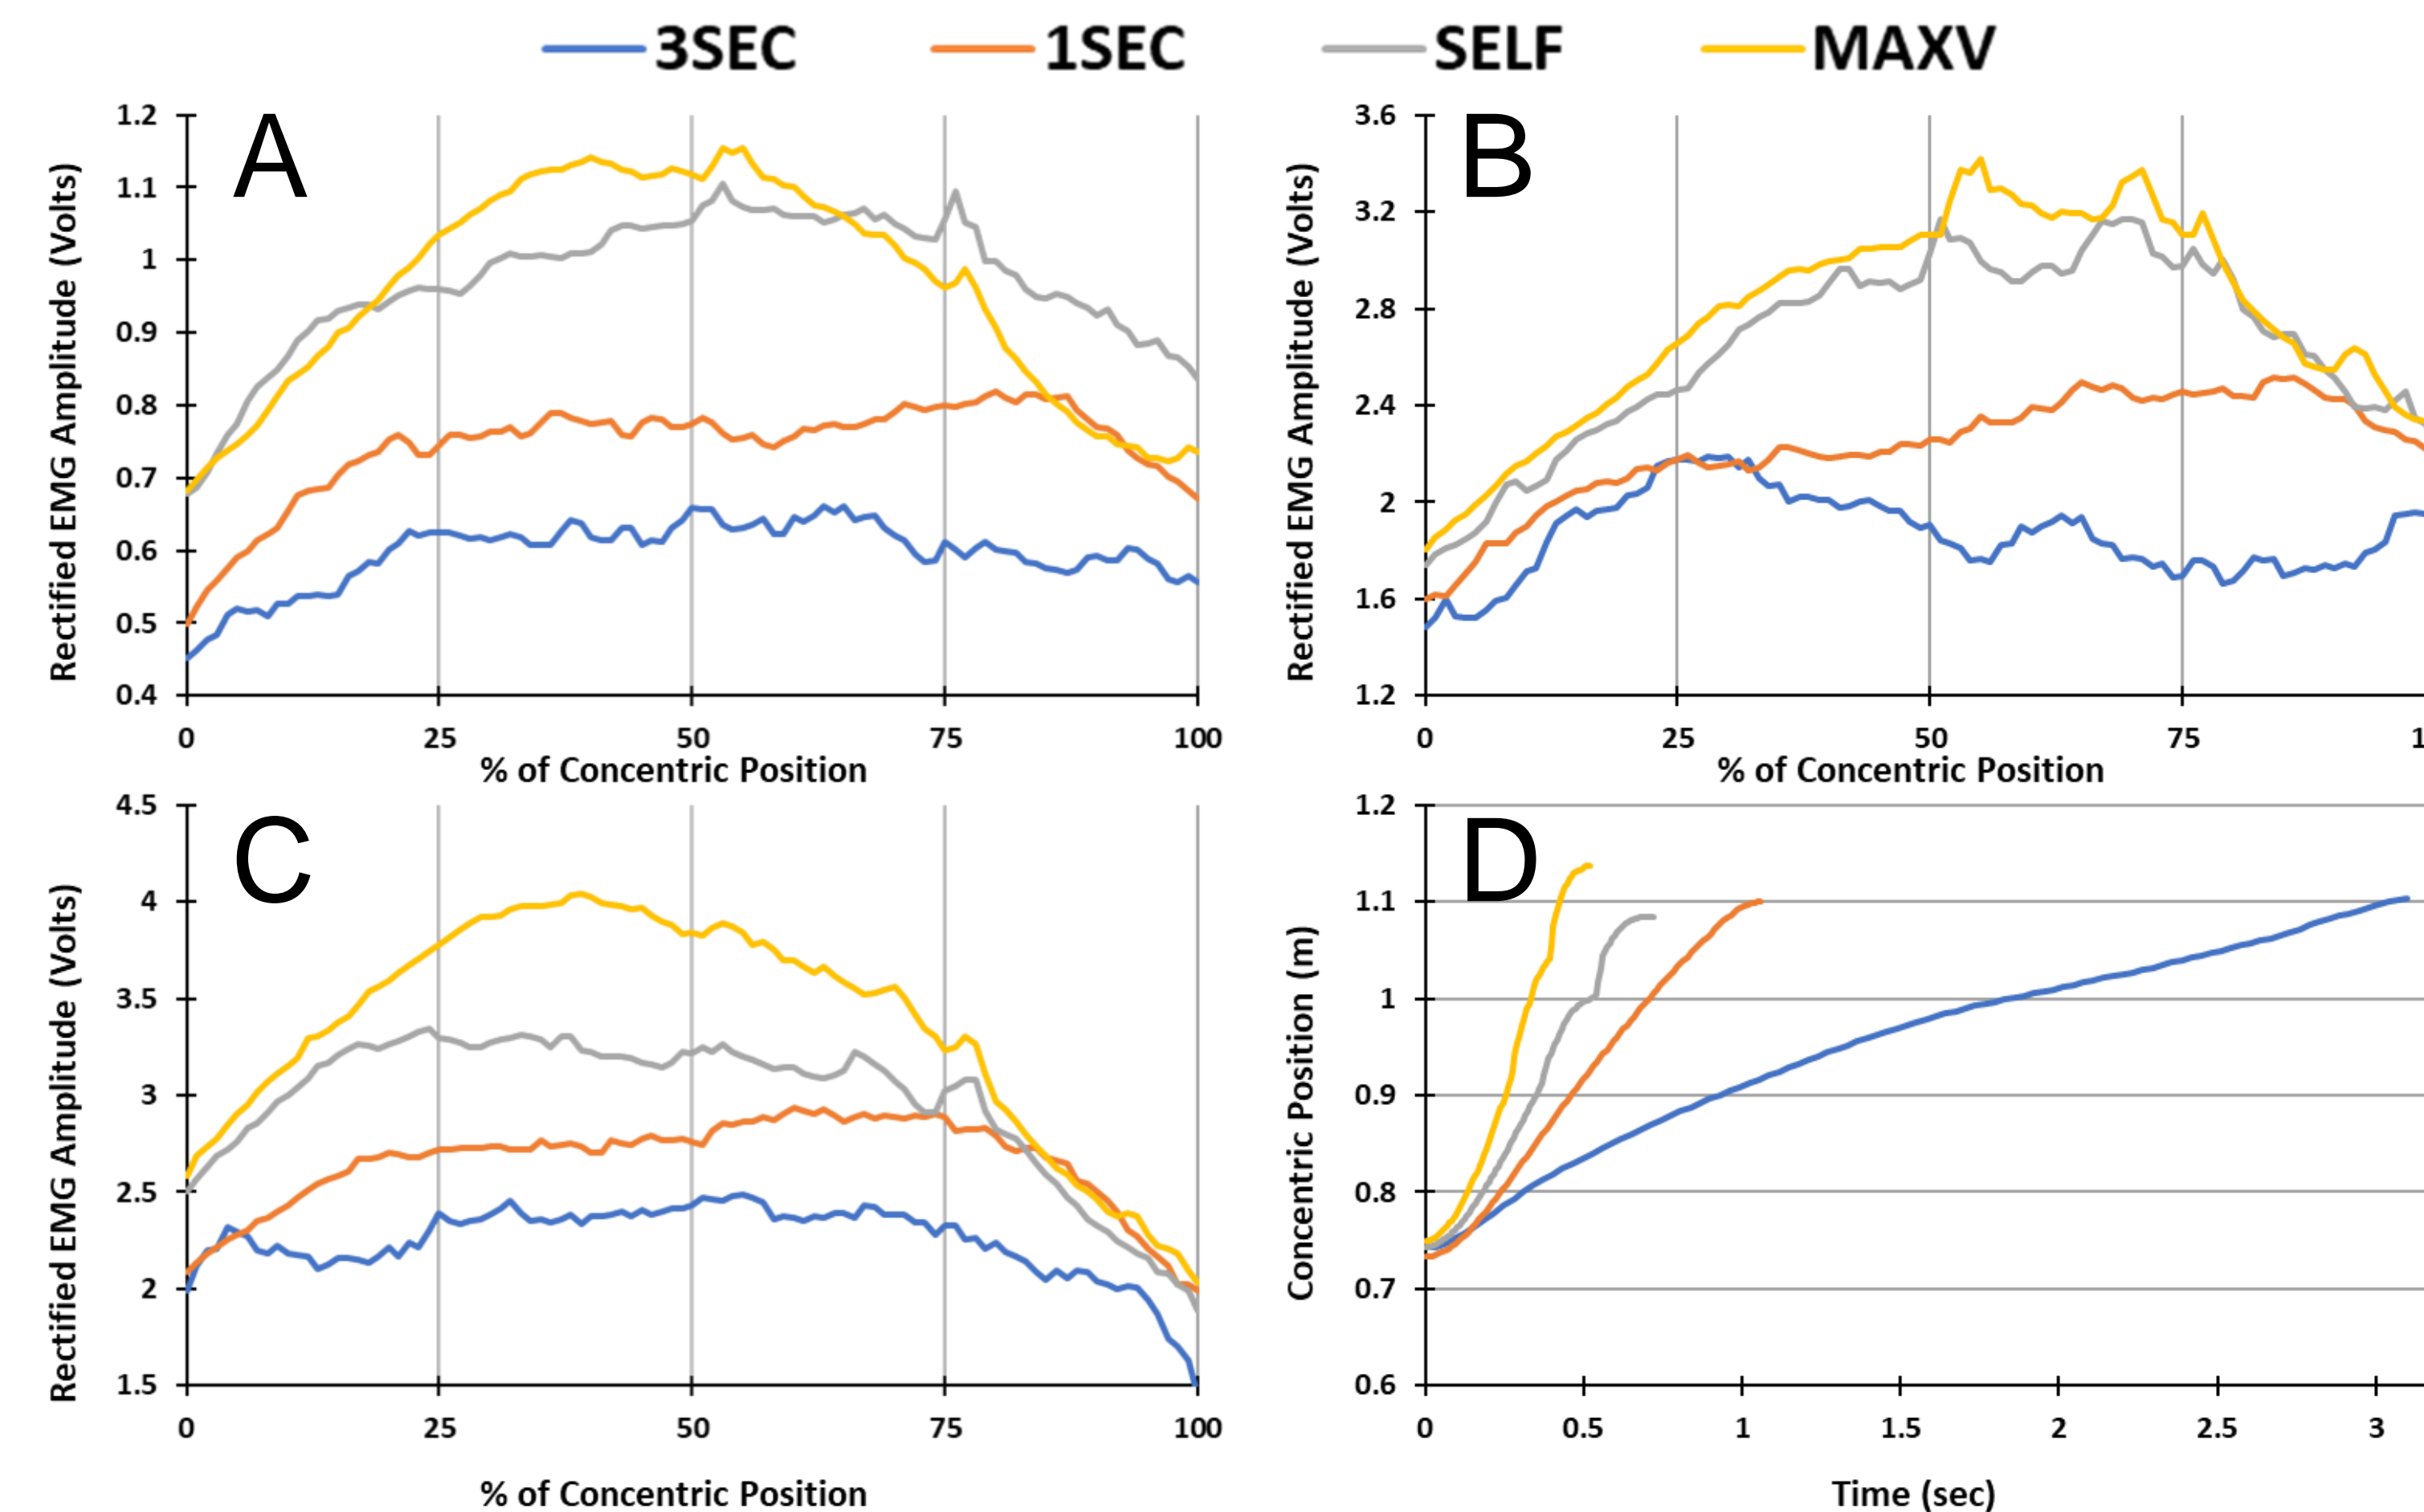 3SEC 1SEC SELF MAXV
A
Rectified EMG Amplitude (Volts)
1.2
1.1
1
0.9
0.8
0.7
0.6
0.5
0.4
0 25 50 75 100
% of Concentric Position
B
Rectified EMG Amplitude (Volts)
3.6
3.2
2.8
2.4
2
1.6
1.2
0 25 50 75 1
% of Concentric Position
C
Rectified EMG Amplitude (Volts)
4.5
4
3.5
3
2.5
2
1.5
0 25 50 75 100
% of Concentric Position
D
Concentric Position (m)
1.2
1.1
1
0.9
0.8
0.7
0.6
0 0.5 1 1.5 2 2.5 3
Time (sec)